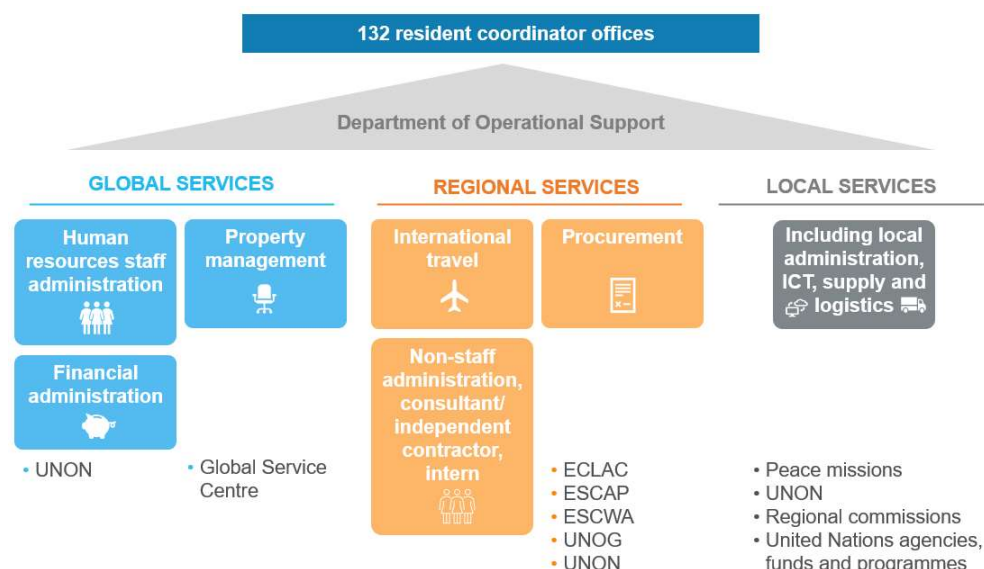 132 resident coordinator offices
Department of Operational Support
GLOBAL SERVICES
Human
resources staff
administration
Property
management
Financial
administration
• UNON
• Global Service
Centre
REGIONAL SERVICES
International
travel
Procurement
Non-staff
administration,
consultant/
independent
contractor,
intern
• ECLAC
• ESCAP
• ESCWA
• UNOG
• UNON
LOCAL SERVICES
Including local
administration,
ICT, supply and
logistics
• Peace missions
• UNON
• Regional commissions
• United Nations agencies,
funds and programmes